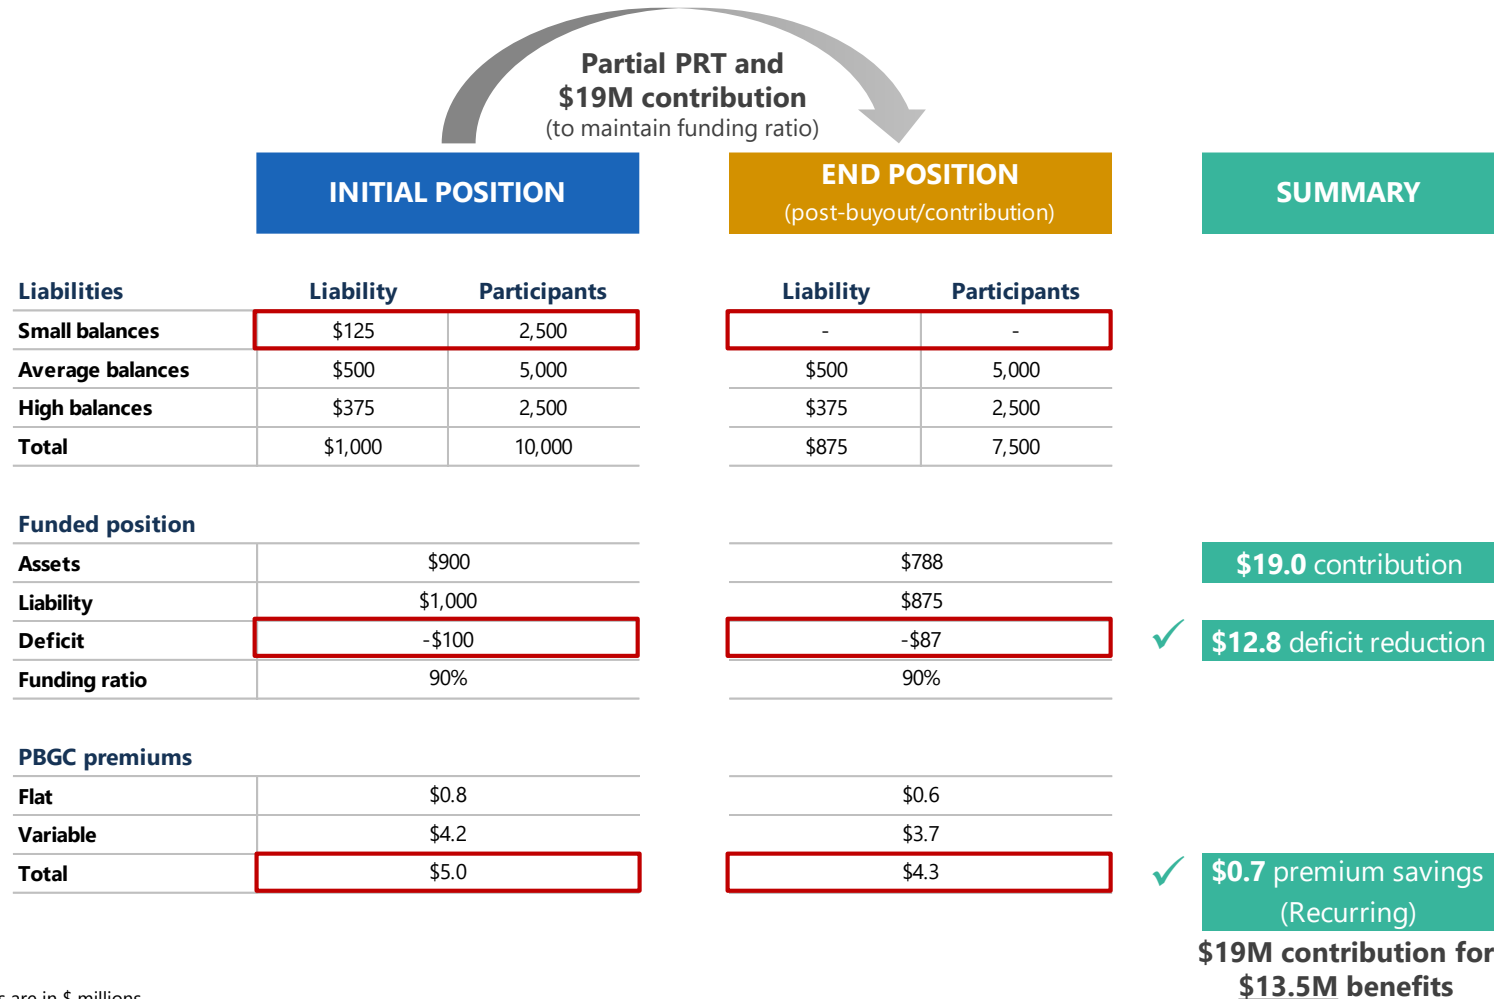 Partial PRT and
$19M contribution
(to maintain funding ratio)
INITIAL POSITION
END POSITION
(post-buyout/contribution)
SUMMARY
Liabilities Liability Participants Liability Participants
Small balances $125 2,500 - -
Average balances $500 5,000 $500 5,000
High balances $375 2,500 $375 2,500
Total $1,000 10,000 $875 7,500
Funded position
Assets $900 $788 $19.0 contribution
Liability $1,000 $875
Deficit -$100 -$87 $12.8 deficit reduction
Funding ratio 90% 90%
PBGC premiums
Flat $0.8 $0.6
Variable $4.2 $3.7
Total $5.0 $4.3 $0.7 premium savings
(Recurring)
$19M contribution for
$13.5M benefits
are in $ millions